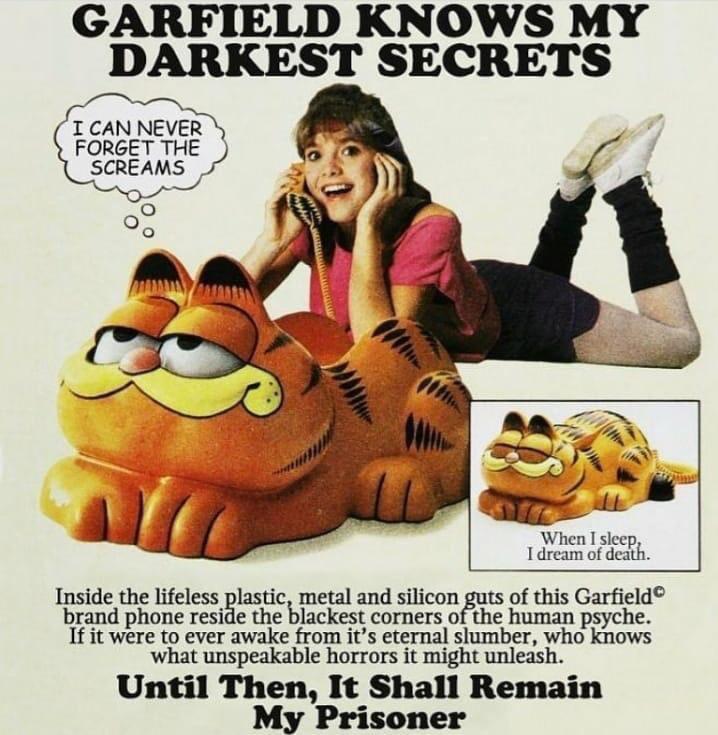 GARFIELD KNOWS MY
DARKEST SECRETS
I CAN NEVER
FORGET THE
SCREAMS
When I sleep,
I dream of death.
Inside the lifeless plastic, metal and silicon guts of this Garfield©
brand phone reside the blackest corners of the human psyche.
If it were to ever awake from it's eternal slumber, who knows
what unspeakable horrors it might unleash.
Until Then, It Shall Remain
My Prisoner